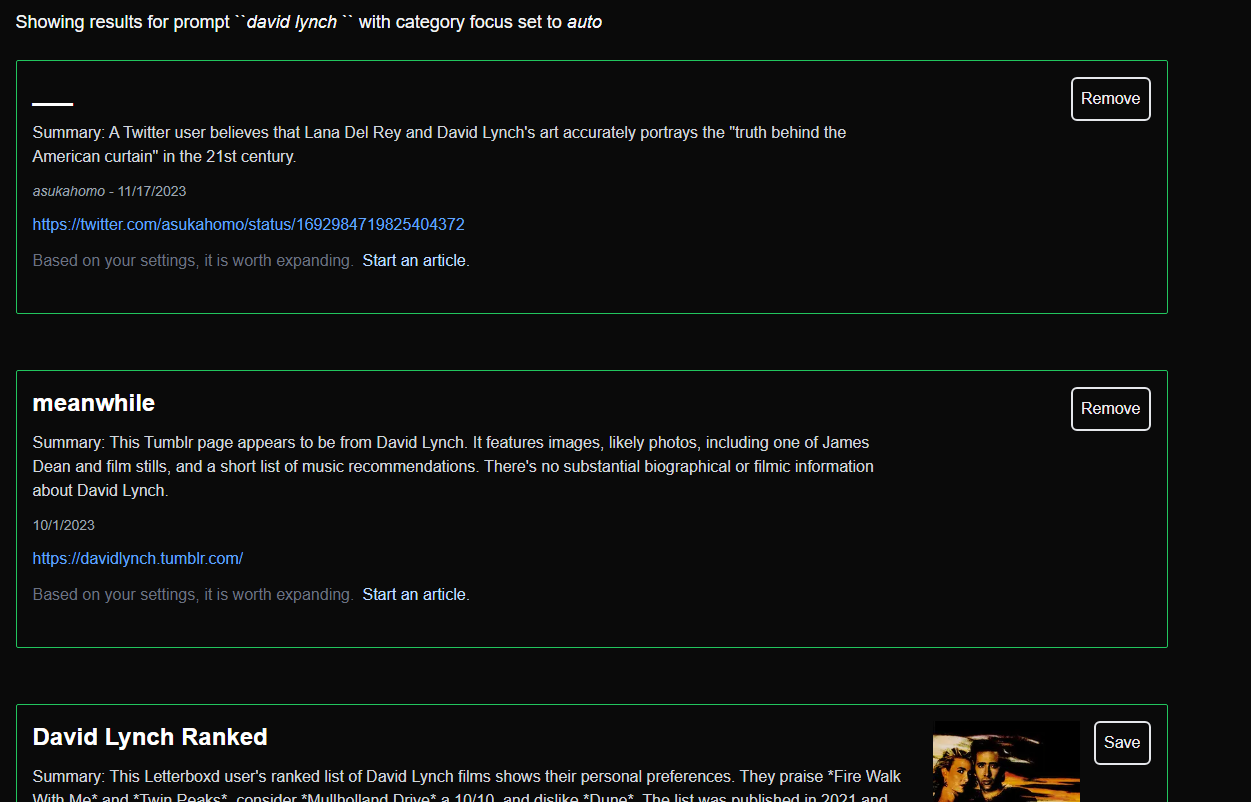 Showing results for prompt ``david lynch `` with category focus set to auto
___
Remove
Summary: A Twitter user believes that Lana Del Rey and David Lynch's art accurately portrays the "truth behind the
American curtain" in the 21st century.
asukahomo - 11/17/2023
https://twitter.com/asukahomo/status/1692984719825404372
Based on your settings, it is worth expanding. Start an article.
meanwhile
Remove
Summary: This Tumblr page appears to be from David Lynch. It features images, likely photos, including one of James
Dean and film stills, and a short list of music recommendations. There's no substantial biographical or filmic information
about David Lynch.
10/1/2023
https://davidlynch.tumblr.com/
Based on your settings, it is worth expanding. Start an article.
David Lynch Ranked
Save
Summary: This Letterboxd user's ranked list of David Lynch films shows their personal preferences. They praise *Fire Walk
With Me* and *Twin Peaks*, consider *Mullholland Drive* a 10/10, and dislike *Dune*. The list was published in 2021 and